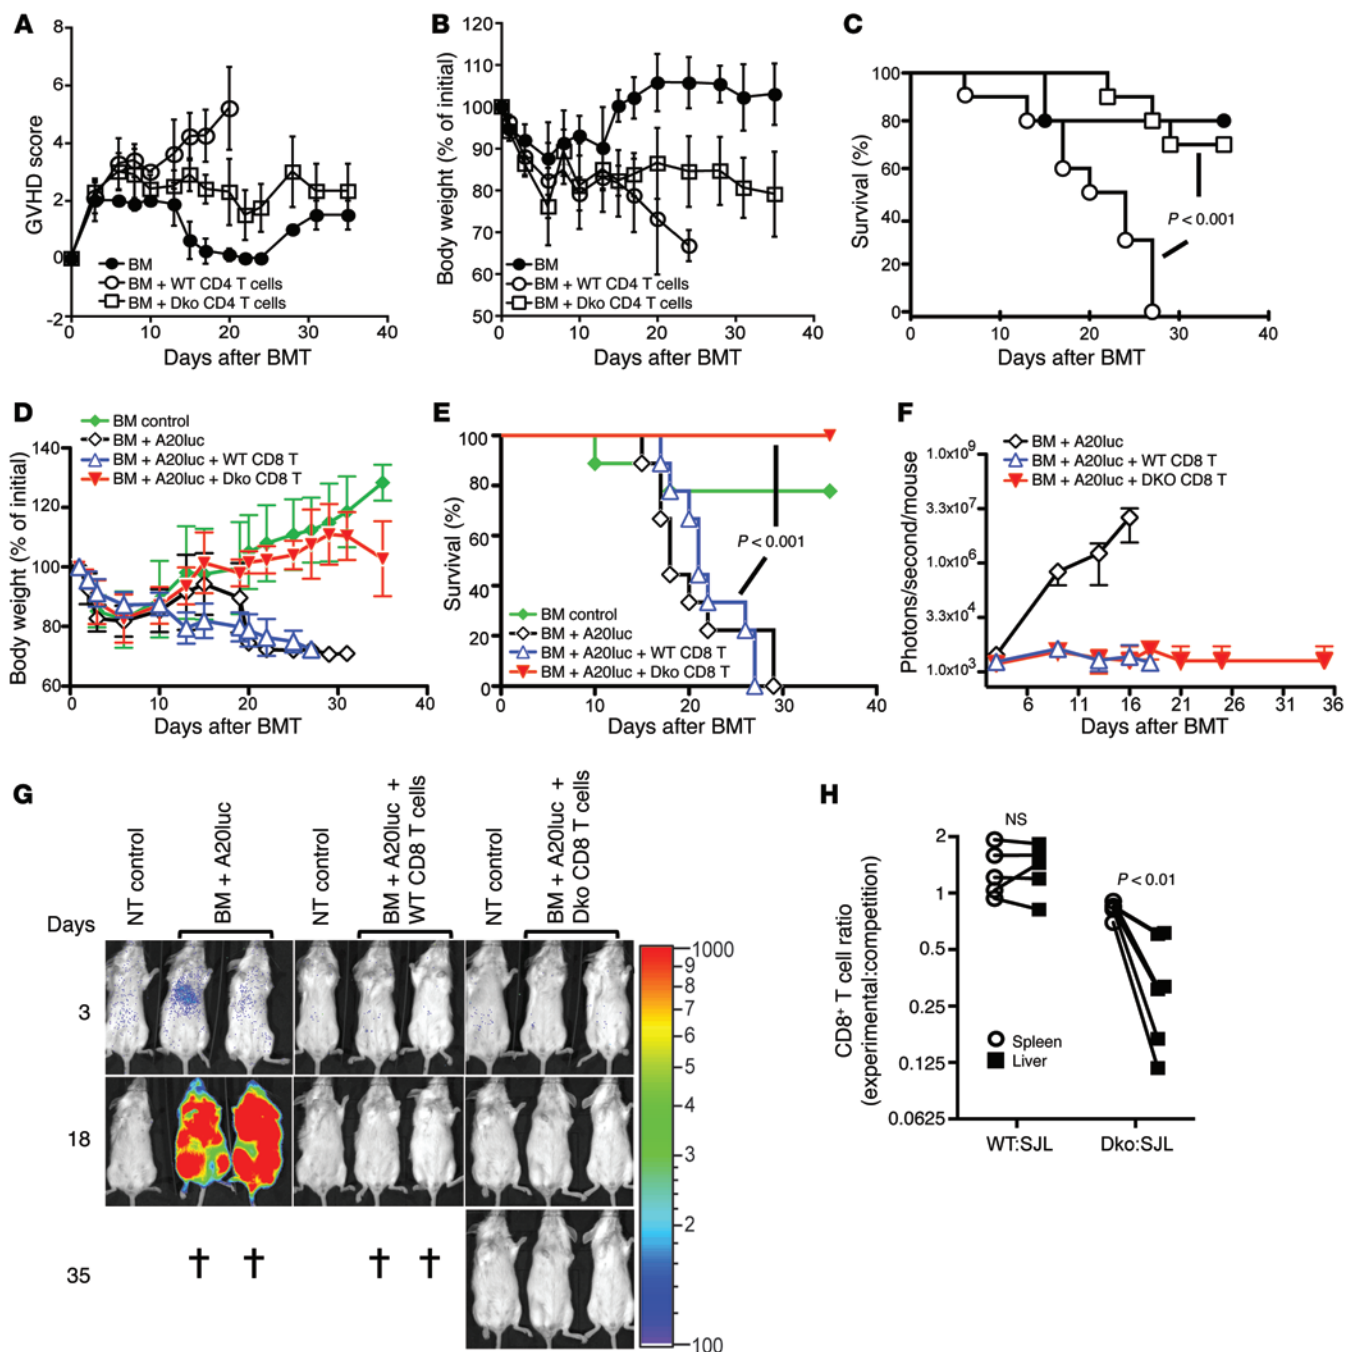 A
8
6
4
2
0
-2
GVHD score
BM
BM + WT CD4 T cells
BM + Dko CD4 T cells
0 10 20 30 40
Days after BMT
B
120
110
100
90
80
70
60
50
Body weight (% of initial)
BM
BM + WT CD4 T cells
BM + Dko CD4 T cells
0 10 20 30 40
Days after BMT
C
100
80
60
40
20
0
Survival (%)
P < 0.001
0 10 20 30 40
Days after BMT
D
BM control
BM + A20luc
BM + A20luc + WT CD8 T
BM + A20luc + Dko CD8 T
140
120
100
80
60
Body weight (% of initial)
0 10 20 30 40
Days after BMT
E
100
80
60
40
20
0
Survival (%)
P < 0.001
BM control
BM + A20luc
BM + A20luc + WT CD8 T
BM + A20luc + Dko CD8 T
0 10 20 30 40
Days after BMT
F
BM + A20luc
BM + A20luc + WT CD8 T
BM + A20luc + DKO CD8 T
1.0x10⁹
3.3x10⁷
1.0x10⁶
3.3x10⁴
1.0x10³
Photons/second/mouse
6 11 16 21 26 31 36
Days after BMT
G
NT control
BM + A20luc
NT control
BM + A20luc +
WT CD8 T cells
NT control
BM + A20luc +
Dko CD8 T cells
Days
3
18
35
1000
9
8
7
6
5
4
3
2
100
H
2
1
0.5
0.25
0.125
0.0625
CD8⁺ T cell ratio
(experimental:competition)
NS
P < 0.01
Spleen
Liver
WT:SJL Dko:SJL